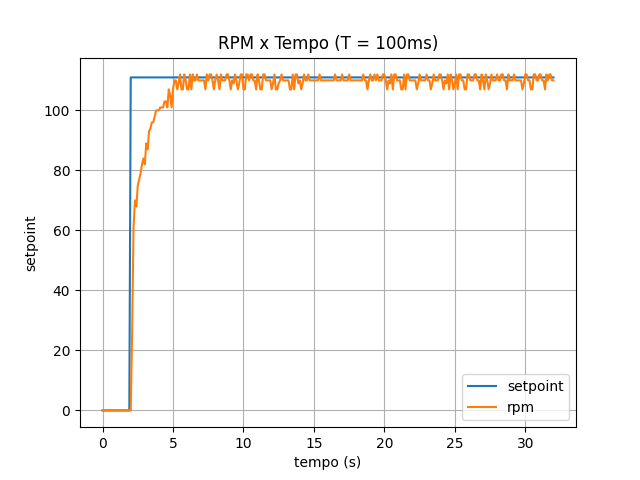 RPM x Tempo (T = 100ms)
setpoint
100
80
60
40
20
0
0 5 10 15 20 25 30
tempo (s)
setpoint
rpm